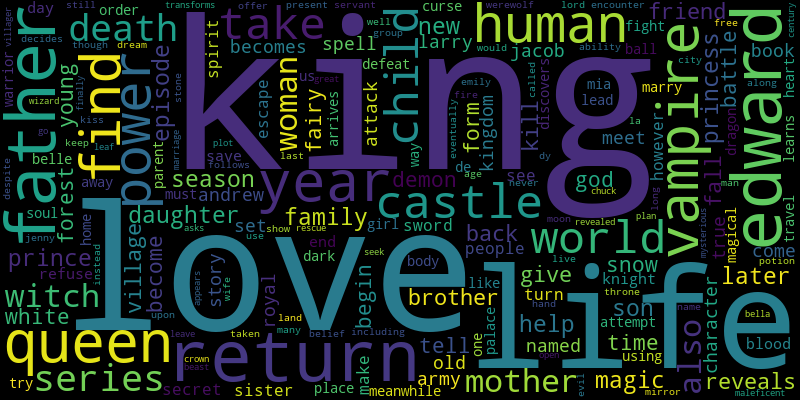 day order death take human friend
still transforms offer present servant lord encounter free century
villager curse well group would ability
though becomes spell larry jacob new fight ball city along
father find power episode king child
warrior young decides dream spirit escape woman fairy arrives attack defeat us great
way eventually called emily fire form kingdom kill discovers mia lead marry meet
vampire princess battle book edward heartx
wizard finally kiss stone marriage parent save plot follows last
keep go leaf belle forest despite
season year demon de age never see dy la god however long
chuck dragon learns travel
soul away must andrew castle fall true man
jenny home daughter family girl sword back moon revealed plan world
instead asks set show rescue people mysterious magical come
prince refuse village become use end dark body seek live snow
love life
witch white upon appears story wife royal land begin like give knight later
queen many belief including brother turn son throne character potion
palace hand help attempt name bella blood
return tell one named time also
series leave crown taken make old using open
try secret beast sister place meanwhile army mother evil magic mirror reveals maleficent